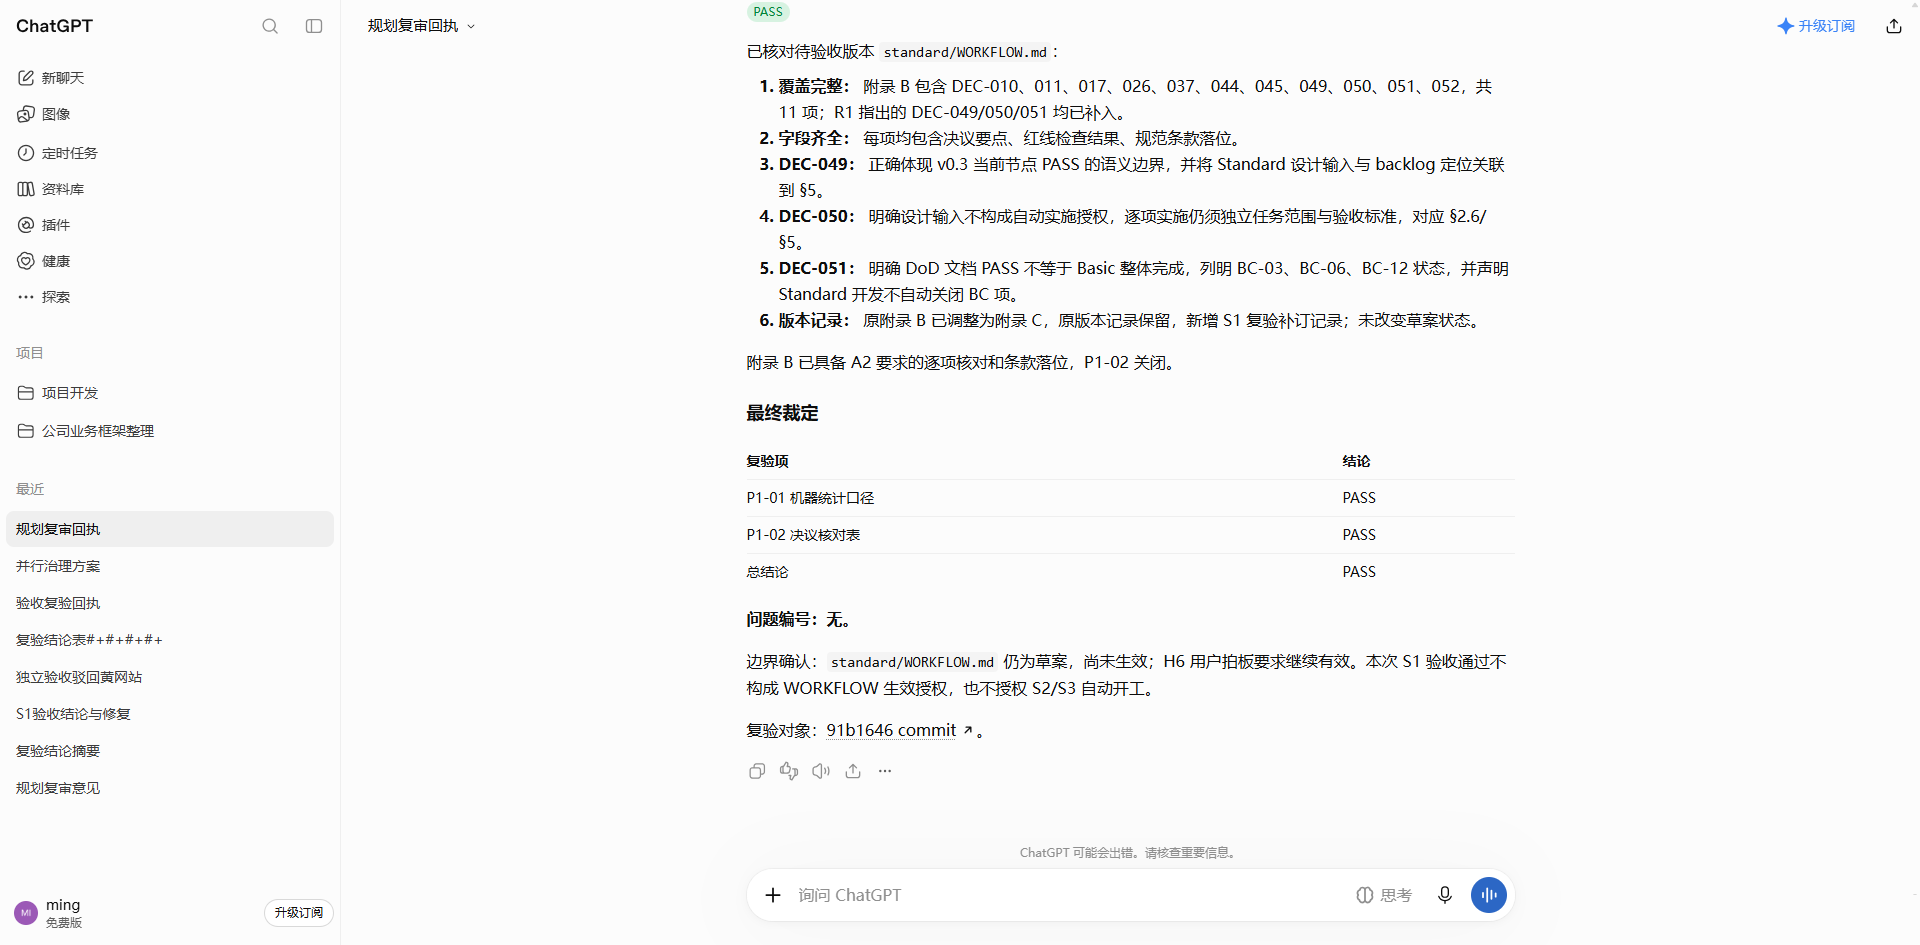 ChatGPT
新聊天
图像
定时任务
资料库
插件
健康
探索
项目
项目开发
公司业务框架整理
最近
规划复审回执
并行治理方案
验收复验回执
复验结论表#+#+#+#+
独立验收驳回黄网站
S1验收结论与修复
复验结论摘要
规划复审意见
MI
ming
免费版
升级订阅
规划复审回执
升级订阅
PASS
已核对待验收版本 standard/WORKFLOW.md：
1. 覆盖完整： 附录 B 包含 DEC-010、011、017、026、037、044、045、049、050、051、052，共
11 项；R1 指出的 DEC-049/050/051 均已补入。
2. 字段齐全： 每项均包含决议要点、红线检查结果、规范条款落位。
3. DEC-049： 正确体现 v0.3 当前节点 PASS 的语义边界，并将 Standard 设计输入与 backlog 定位关联
到 §5。
4. DEC-050： 明确设计输入不构成自动实施授权，逐项实施仍须独立任务范围与验收标准，对应 §2.6/
§5。
5. DEC-051： 明确 DoD 文档 PASS 不等于 Basic 整体完成，列明 BC-03、BC-06、BC-12 状态，并声明
Standard 开发不自动关闭 BC 项。
6. 版本记录： 原附录 B 已调整为附录 C，原版本记录保留，新增 S1 复验补订记录；未改变草案状态。
附录 B 已具备 A2 要求的逐项核对和条款落位，P1-02 关闭。
最终裁定
复验项 结论
P1-01 机器统计口径 PASS
P1-02 决议核对表 PASS
总结论 PASS
问题编号：无。
边界确认：standard/WORKFLOW.md 仍为草案，尚未生效；H6 用户拍板要求继续有效。本次 S1 验收通过不
构成 WORKFLOW 生效授权，也不授权 S2/S3 自动开工。
复验对象：91b1646 commit ↗。
ChatGPT 可能会出错。请核查重要信息。
询问 ChatGPT
思考